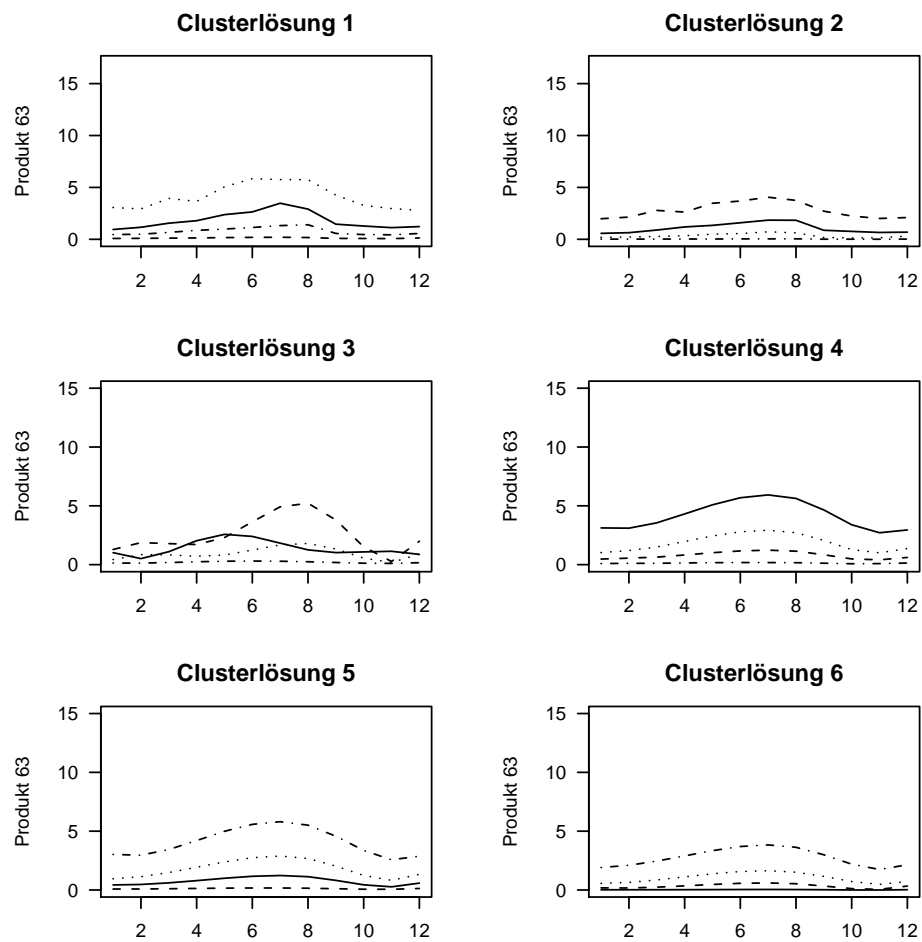 Clusterlösung 1
Produkt 63
15
10
5
0
2 4 6 8 10 12
Clusterlösung 2
Produkt 63
15
10
5
0
2 4 6 8 10 12
Clusterlösung 3
Produkt 63
15
10
5
0
2 4 6 8 10 12
Clusterlösung 4
Produkt 63
15
10
5
0
2 4 6 8 10 12
Clusterlösung 5
Produkt 63
15
10
5
0
2 4 6 8 10 12
Clusterlösung 6
Produkt 63
15
10
5
0
2 4 6 8 10 12